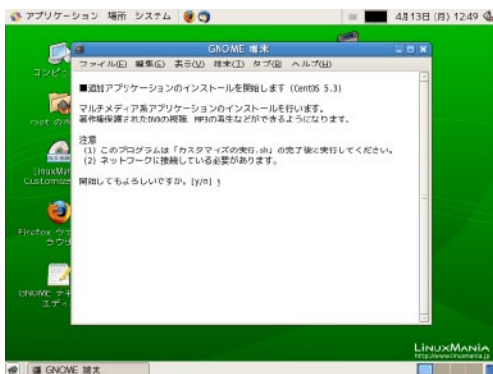 アプリケーション 場所 システム
4月13日 (月) 12:49
GNOME 端末
ファイル(E) 編集(E) 表示(V) 端末(T) タブ(B) ヘルプ(H)
■追加アプリケーションのインストールを開始します (CentOS 5.3)
マルチメディア系アプリケーションのインストールを行います。
著作権保護されたDVDの視聴、MP3の再生などができるようになります。
注意
(1) このプログラムは「カスタマイズの実行.sh」の完了後に実行してください。
(2) ネットワークに接続している必要があります。
開始してもよろしいですか。[y/n] y
コンピ
root
LinuxMan
Customize
Firefox
ラウ
GNOME テキ
エディ
LinuxMania
GNOME 端末